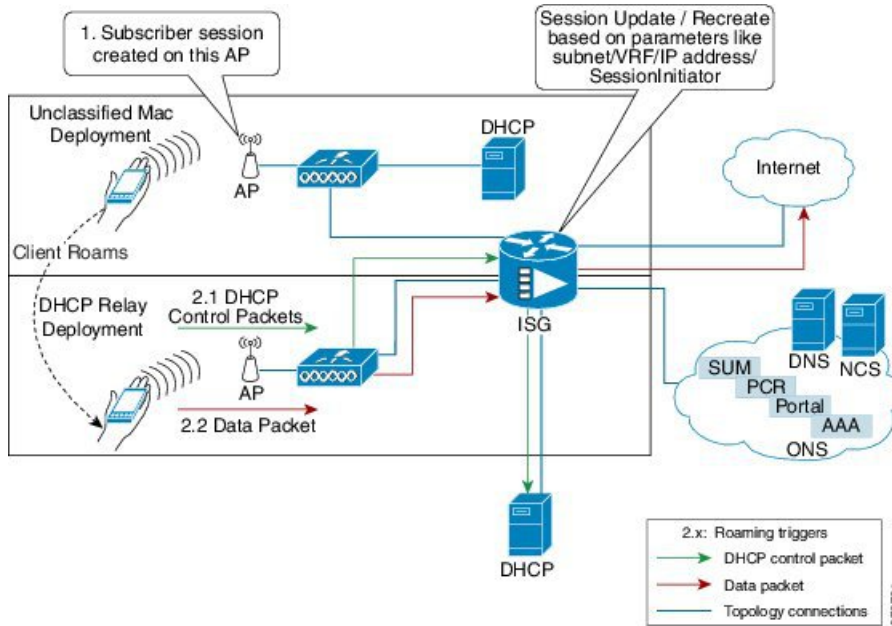 1. Subscriber session
created on this AP
Session Update / Recreate
based on parameters like
subnet/VRF/IP address/
SessionInitiator
Unclassified Mac
Deployment
AP
DHCP
Internet
Client Roams
DHCP Relay
Deployment
2.1 DHCP
Control Packets
AP
2.2 Data Packet
ISG
DNS
NCS
SUM
PCR
Portal
AAA
ONS
DHCP
2.x: Roaming triggers
DHCP control packet
Data packet
Topology connections